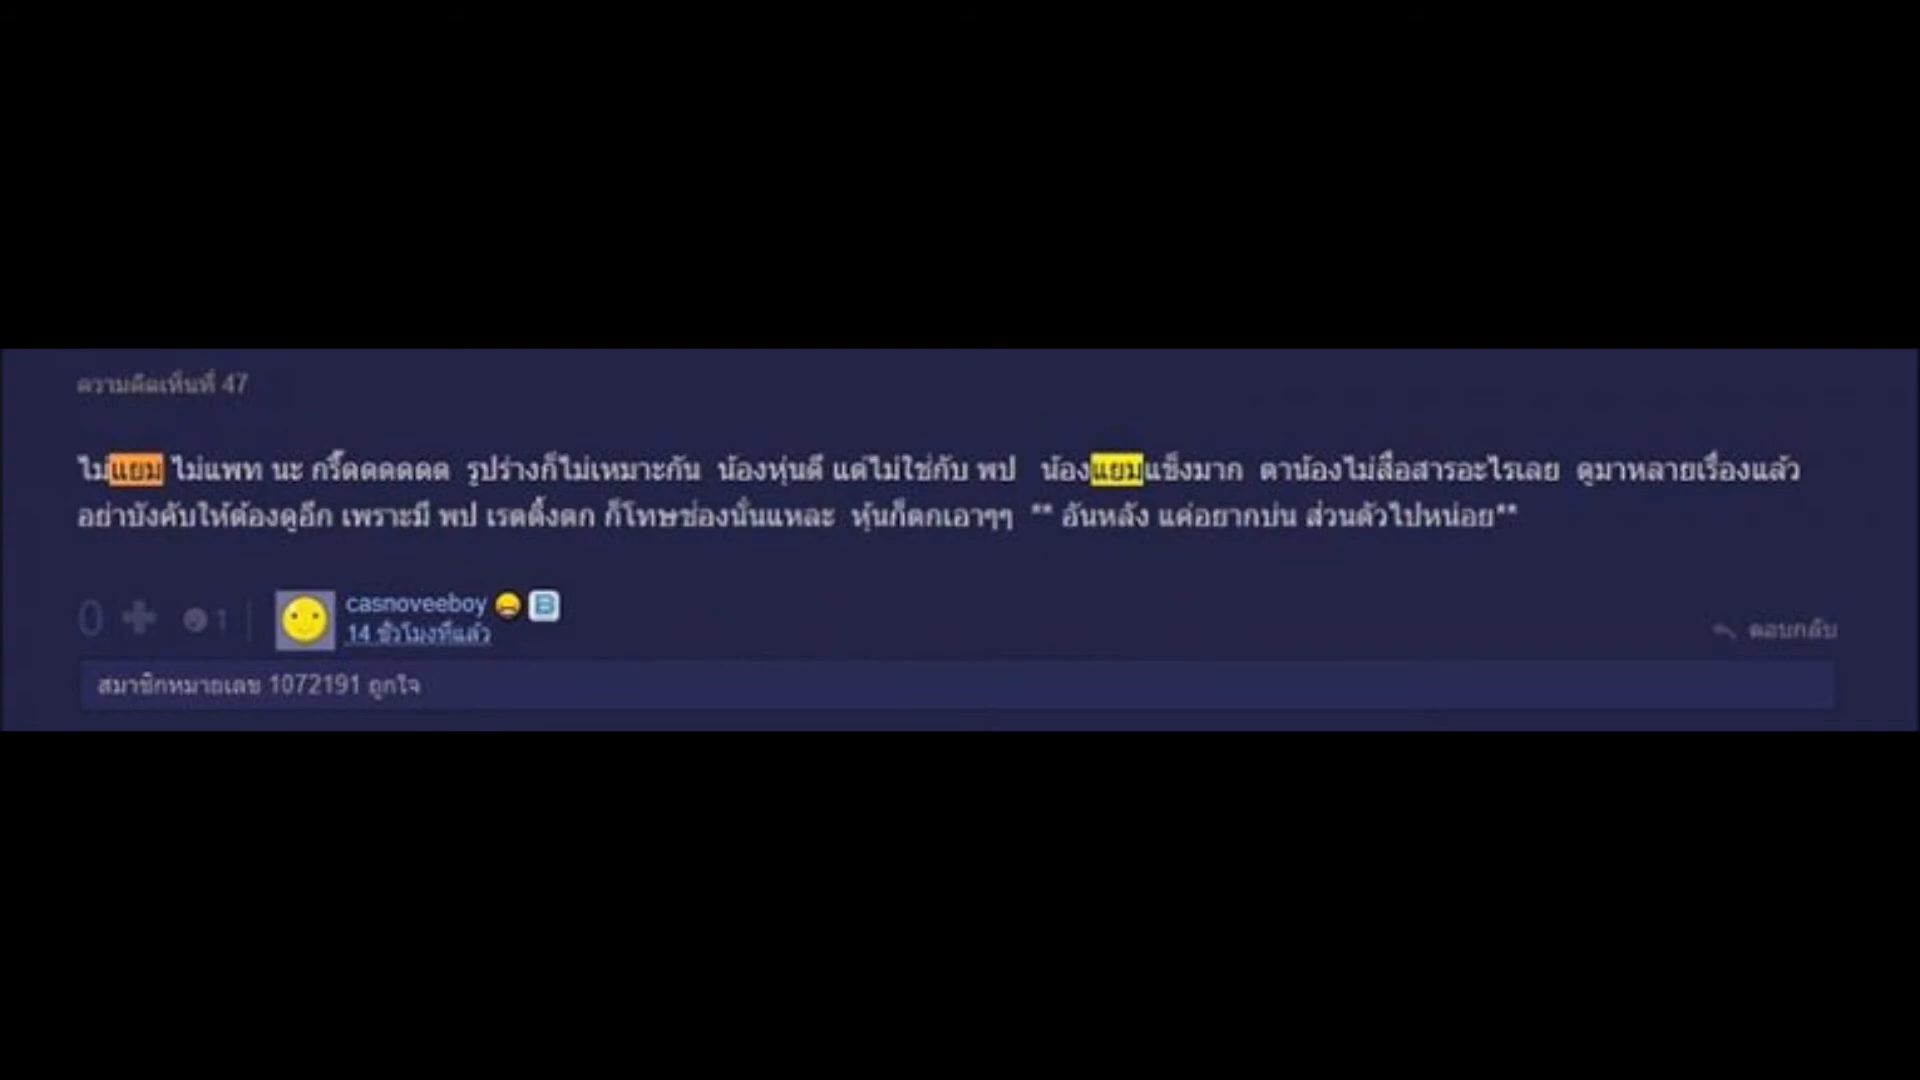 ความคิดเห็นที่ 47
ไม่แยม ไม่แพท นะ กรี๊ดดดดดด รูปร่างก็ไม่เหมาะกัน น้องหุ่นดี แต่ไม่ใช่กับ พป น้องแยมแข็งมาก ตาน้องไม่สื่อสารอะไรเลย ดูมาหลายเรื่องแล้ว
อย่าบังคับให้ต้องดูอีก เพราะมี พป เรตติ้งตก ก็โทษช่องนั่นแหละ หุ้นก็ตกเอาๆๆ ** อันหลัง แค่อยากบ่น ส่วนตัวไปหน่อย**
0 1
casnoveeboy
14 ชั่วโมงที่แล้ว
ตอบกลับ
สมาชิกหมายเลข 1072191 ถูกใจ